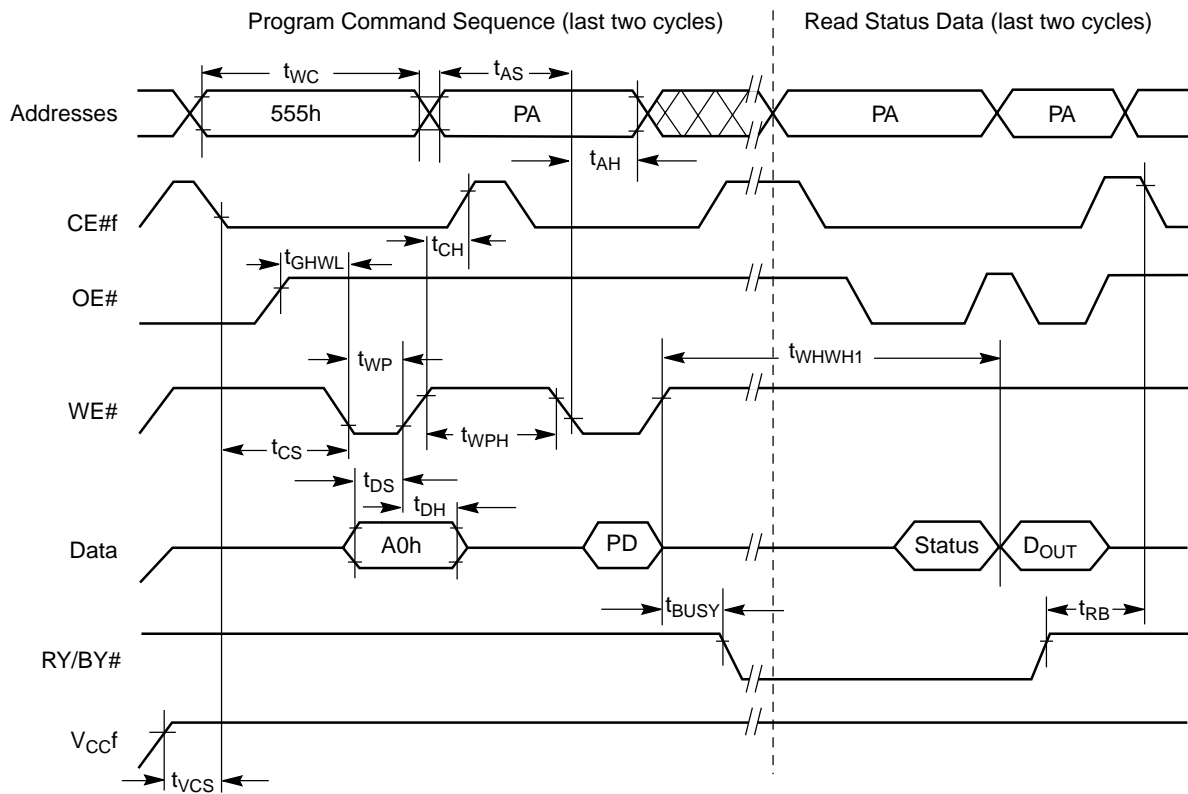 Program Command Sequence (last two cycles) Read Status Data (last two cycles)
tWC tAS
Addresses 555h PA PA PA
tAH
CE#f
tCH
tGHWL
OE#
tWP tWHWH1
WE#
tCS tWPH
tDS
tDH
Data A0h PD Status DOUT
tBUSY tRB
RY/BY#
VCCf
tVCS